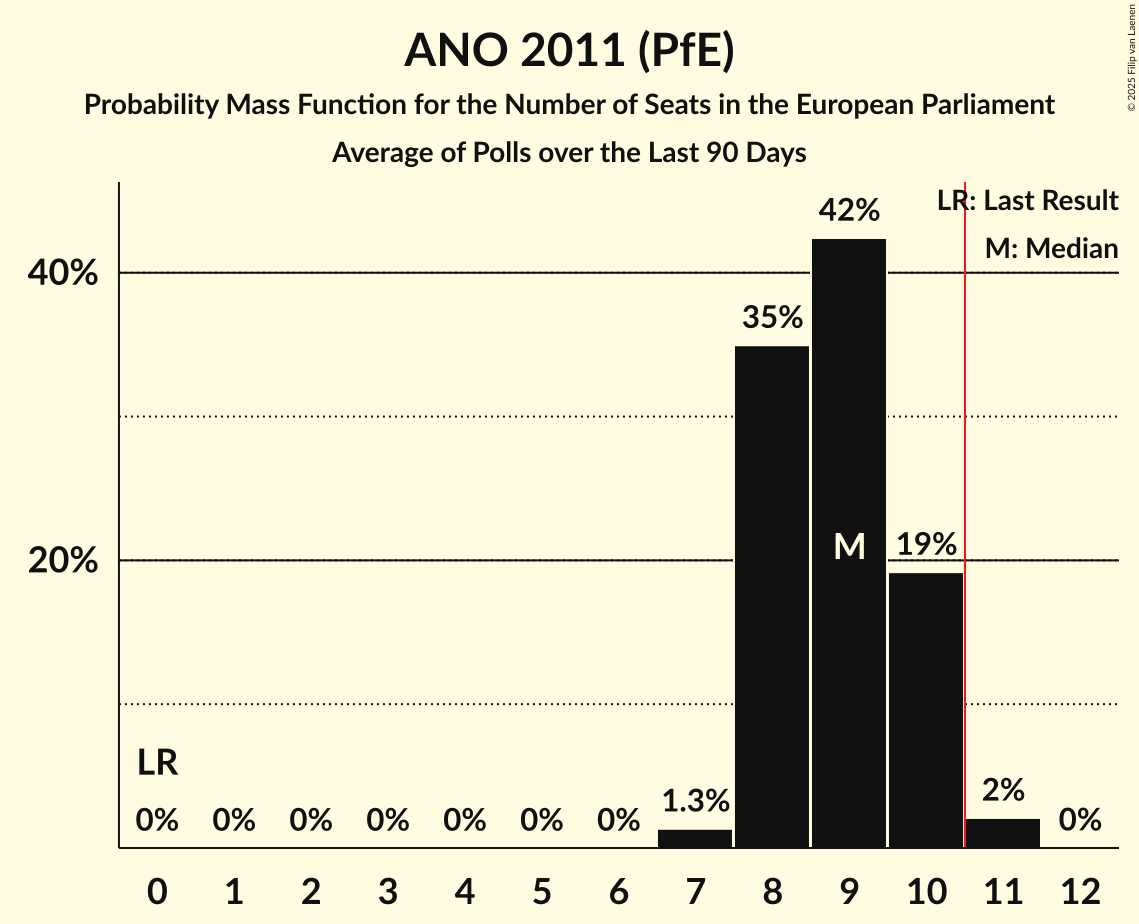 ANO 2011 (PfE)
Probability Mass Function for the Number of Seats in the European Parliament
Average of Polls over the Last 90 Days
© 2025 Filip van Laenen
LR: Last Result
M: Median
42%
40%
35%
M
19%
20%
LR
0% 0% 0% 0% 0% 0% 0% 1.3% 2% 0%
0 1 2 3 4 5 6 7 8 9 10 11 12